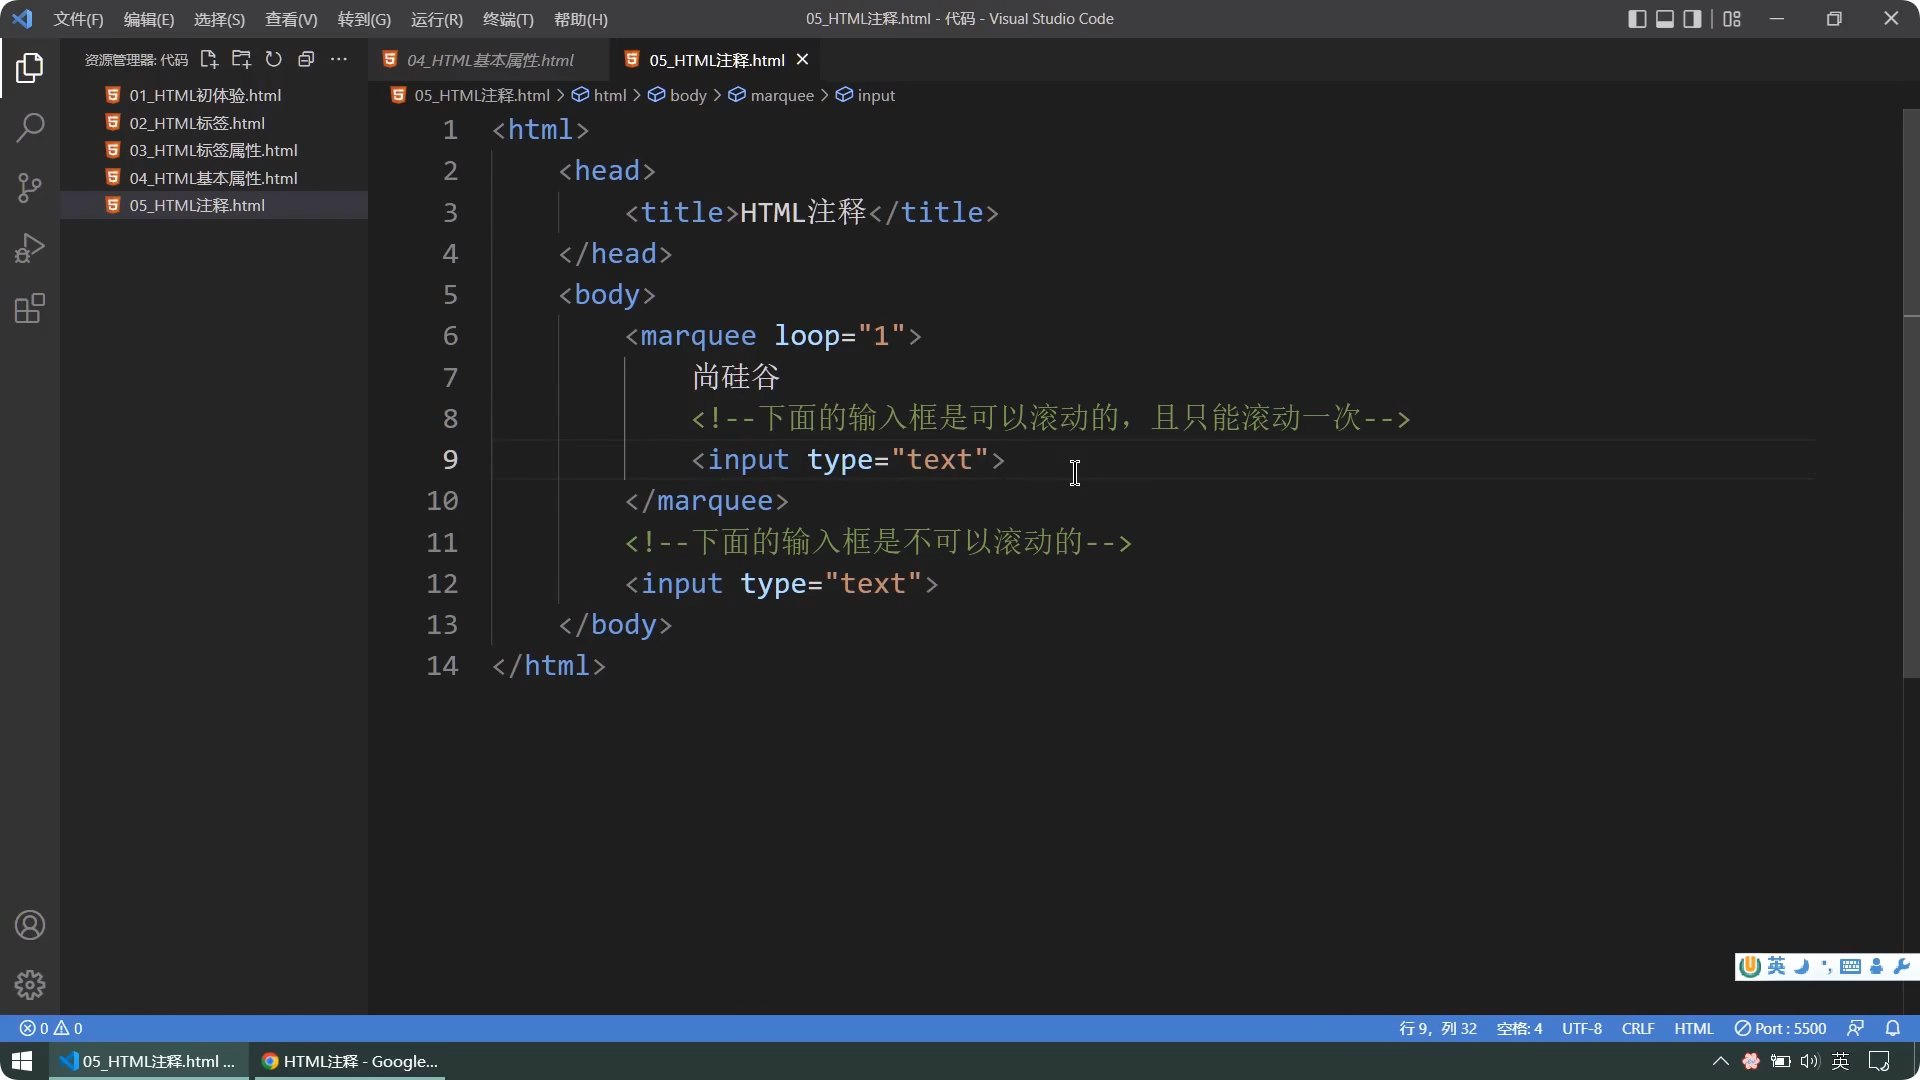 文件(F) 编辑(E) 选择(S) 查看(V) 转到(G) 运行(R) 终端(T) 帮助(H) 05_HTML注释.html - 代码 - Visual Studio Code
资源管理器: 代码
04_HTML基本属性.html 05_HTML注释.html
01_HTML初体验.html
02_HTML标签.html
03_HTML标签属性.html
04_HTML基本属性.html
05_HTML注释.html
05_HTML注释.html > html > body > marquee > input
1 <html>
2 <head>
3 <title>HTML注释</title>
4 </head>
5 <body>
6 <marquee loop="1">
7 尚硅谷
8 <!--下面的输入框是可以滚动的，且只能滚动一次-->
9 <input type="text">
10 </marquee>
11 <!--下面的输入框是不可以滚动的-->
12 <input type="text">
13 </body>
14 </html>
英
0 0 行 9，列 32 空格: 4 UTF-8 CRLF HTML Port : 5500
05_HTML注释.html ... HTML注释 - Google... 英